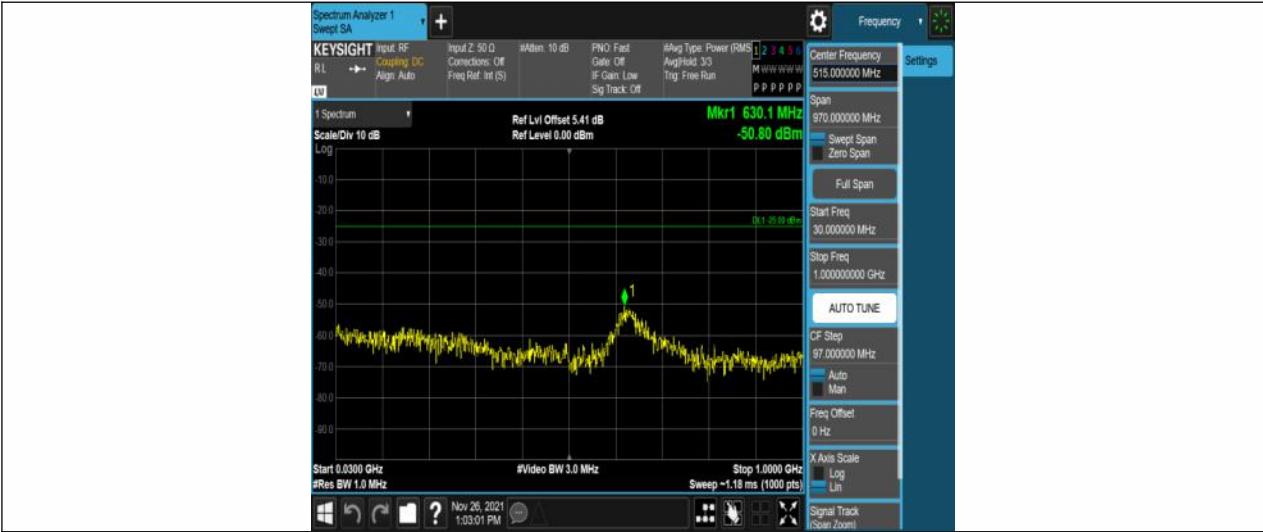 Spectrum Analyzer 1
Swept SA
+
Frequency
KEYSIGHT
Input: RF
Coupling: DC
Align: Auto
RL
Input Z: 50 Ω
Corrections: Off
Freq Ref: Int (S)
#Atten: 10 dB
PNO: Fast
Gate: Off
IF Gain: Low
Sig Track: Off
#Avg Type: Power (RMS
Avg|Hold: 3/3
Trig: Free Run
1 2 3 4 5 6
M W W W W W
P P P P P P
1 Spectrum
Scale/Div 10 dB
Log
Ref Lvl Offset 5.41 dB
Ref Level 0.00 dBm
Mkr1 630.1 MHz
-50.80 dBm
-10.0
-20.0
DL1 -25.00 dBm
-30.0
-40.0
1
-50.0
-60.0
-70.0
-80.0
-90.0
Start 0.0300 GHz
#Res BW 1.0 MHz
#Video BW 3.0 MHz
Stop 1.0000 GHz
Sweep ~1.18 ms (1000 pts)
?
Nov 26, 2021
1:03:01 PM
Center Frequency
515.000000 MHz
Settings
Span
970.000000 MHz
Swept Span
Zero Span
Full Span
Start Freq
30.000000 MHz
Stop Freq
1.000000000 GHz
AUTO TUNE
CF Step
97.000000 MHz
Auto
Man
Freq Offset
0 Hz
X Axis Scale
Log
Lin
Signal Track
(Span Zoom)